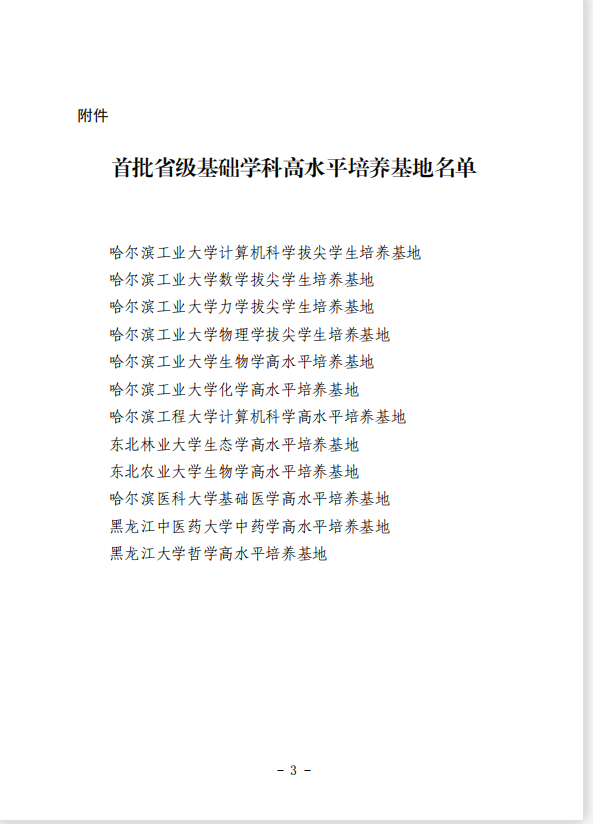 附件
首批省级基础学科高水平培养基地名单
哈尔滨工业大学计算机科学拔尖学生培养基地
哈尔滨工业大学数学拔尖学生培养基地
哈尔滨工业大学力学拔尖学生培养基地
哈尔滨工业大学物理学拔尖学生培养基地
哈尔滨工业大学生物学高水平培养基地
哈尔滨工业大学化学高水平培养基地
哈尔滨工程大学计算机科学高水平培养基地
东北林业大学生态学高水平培养基地
东北农业大学生物学高水平培养基地
哈尔滨医科大学基础医学高水平培养基地
黑龙江中医药大学中药学高水平培养基地
黑龙江大学哲学高水平培养基地
- 3 -